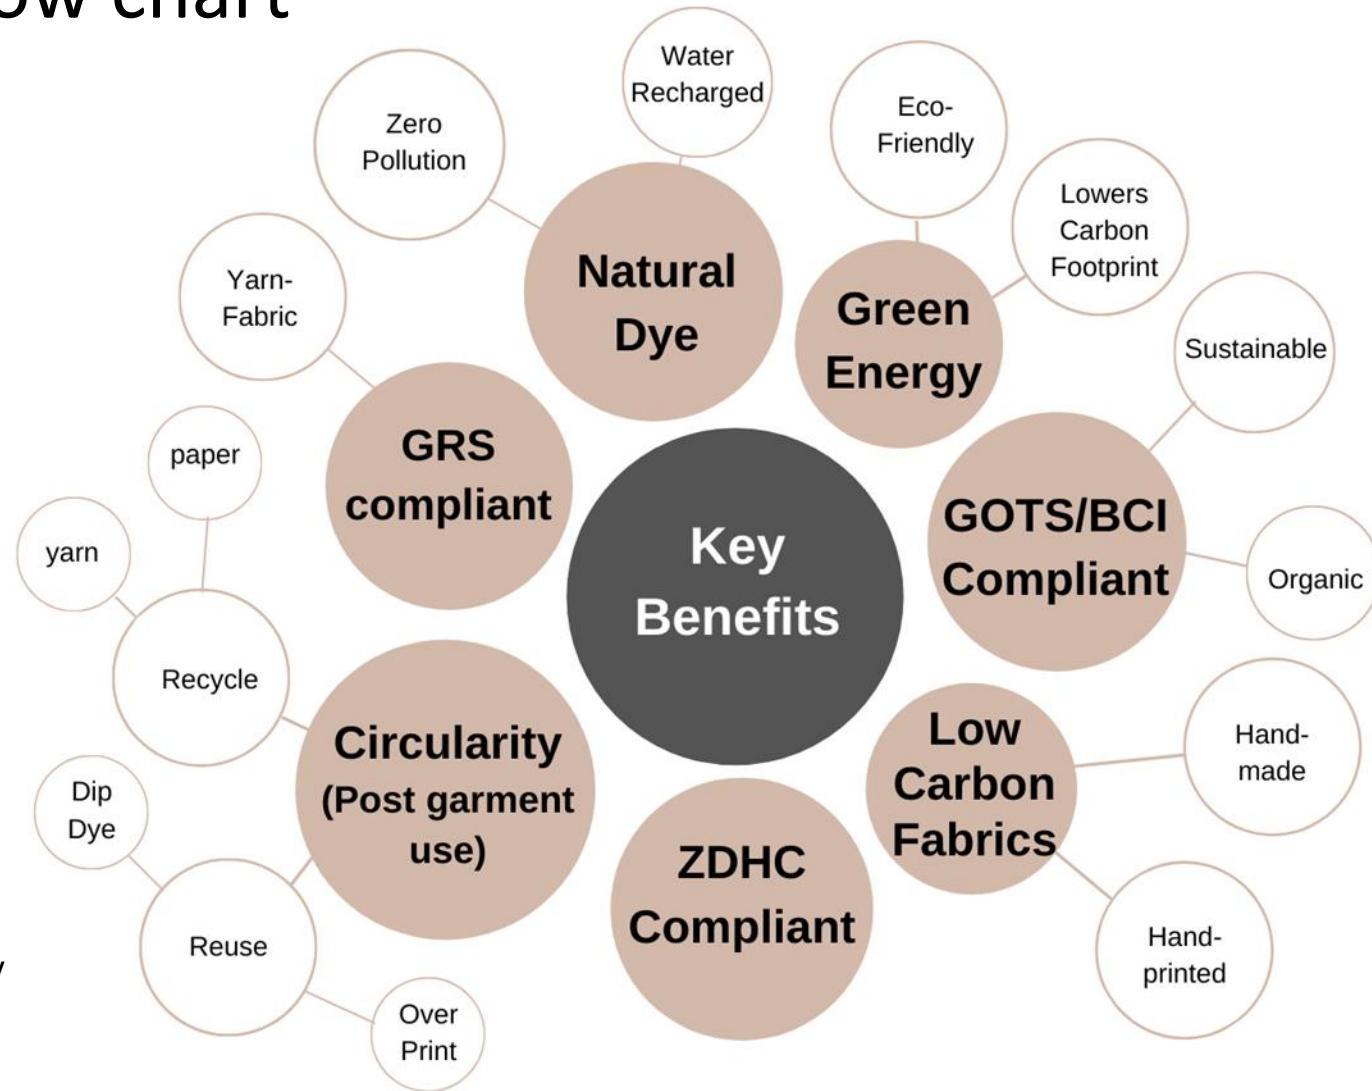 ow chart
Water
Recharged
Zero
Pollution
Eco-
Friendly
Lowers
Carbon
Footprint
Yarn-
Fabric
Natural
Dye
Green
Energy
Sustainable
paper
GRS
compliant
GOTS/BCI
Compliant
yarn
Key
Benefits
Organic
Recycle
Circularity
(Post garment
use)
Low
Carbon
Fabrics
Hand-
made
Dip
Dye
ZDHC
Compliant
Reuse
Hand-
printed
Over
Print